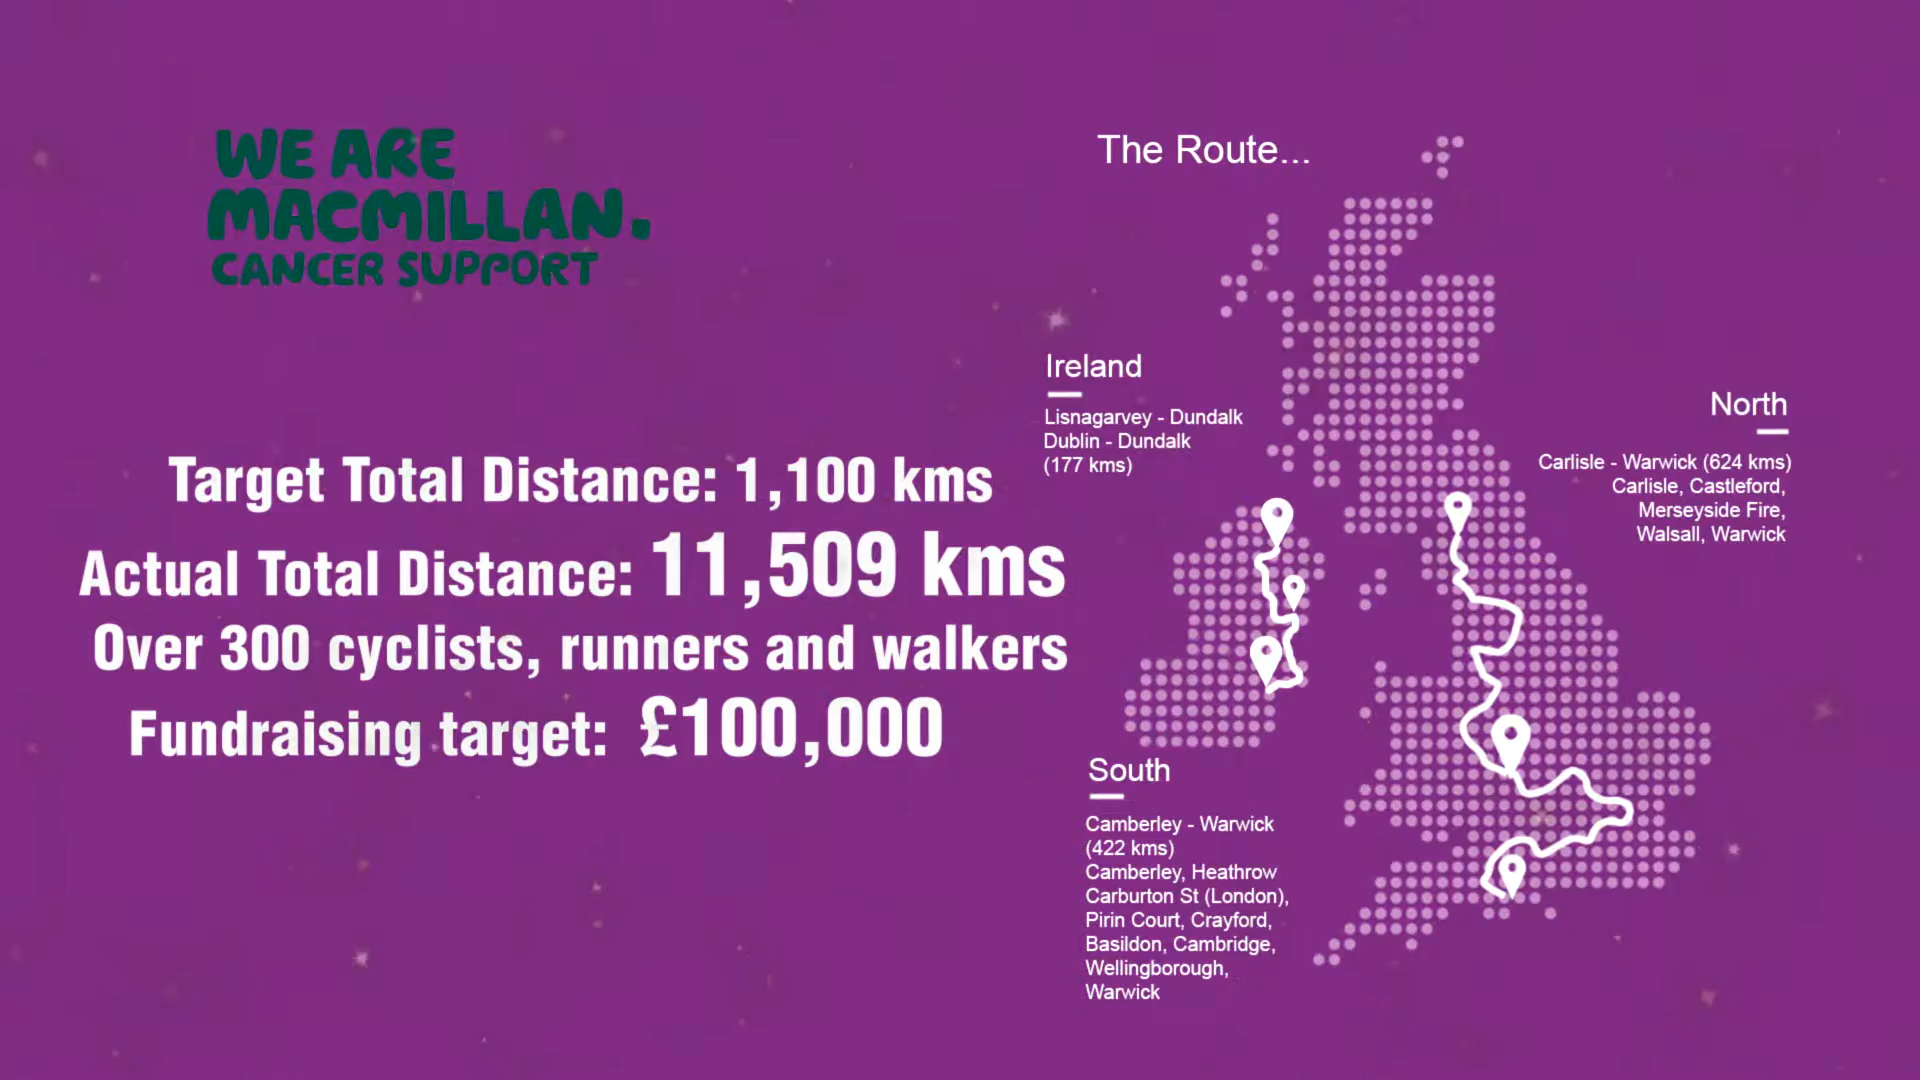 WE ARE
MACMILLAN.
CANCER SUPPORT
Target Total Distance: 1,100 kms
Actual Total Distance: 11,509 kms
Over 300 cyclists, runners and walkers
Fundraising target: £100,000
The Route...
Ireland
Lisnagarvey - Dundalk
Dublin - Dundalk
(177 kms)
North
Carlisle - Warwick (624 kms)
Carlisle, Castleford,
Merseyside Fire,
Walsall, Warwick
South
Camberley - Warwick
(422 kms)
Camberley, Heathrow
Carburton St (London),
Pirin Court, Crayford,
Basildon, Cambridge,
Wellingborough,
Warwick